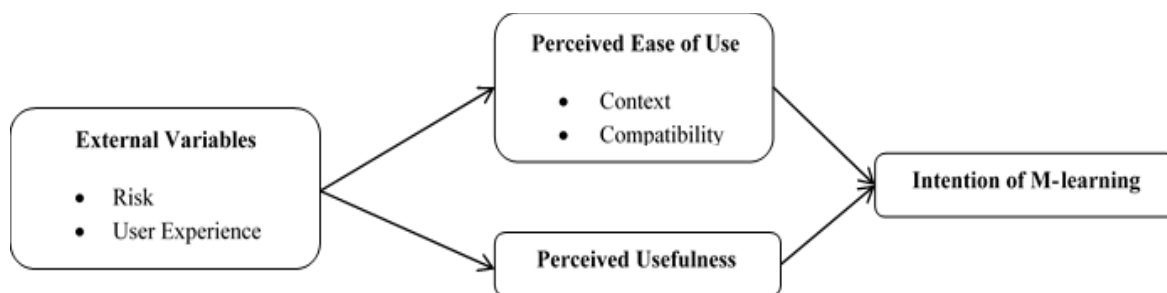 Perceived Ease of Use
• Context
• Compatibility
External Variables
• Risk
• User Experience
Intention of M-learning
Perceived Usefulness